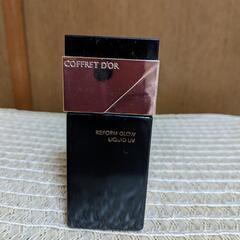 COFFRET D'OR
REFORM GLOW
LIQUID UV